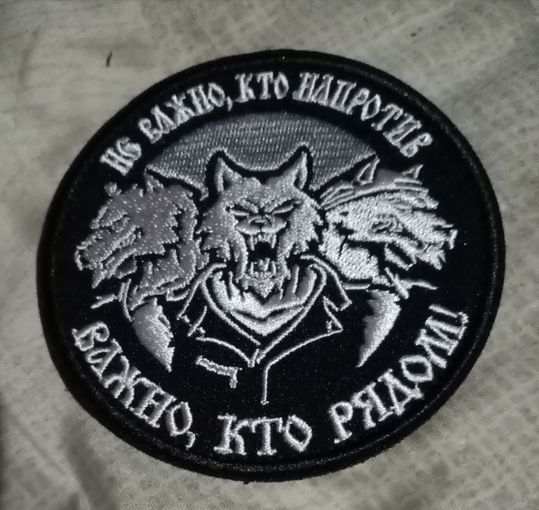 НЕ ВАЖНО, КТО НАПРОТИВ
ВАЖНО, КТО РЯДОМ!